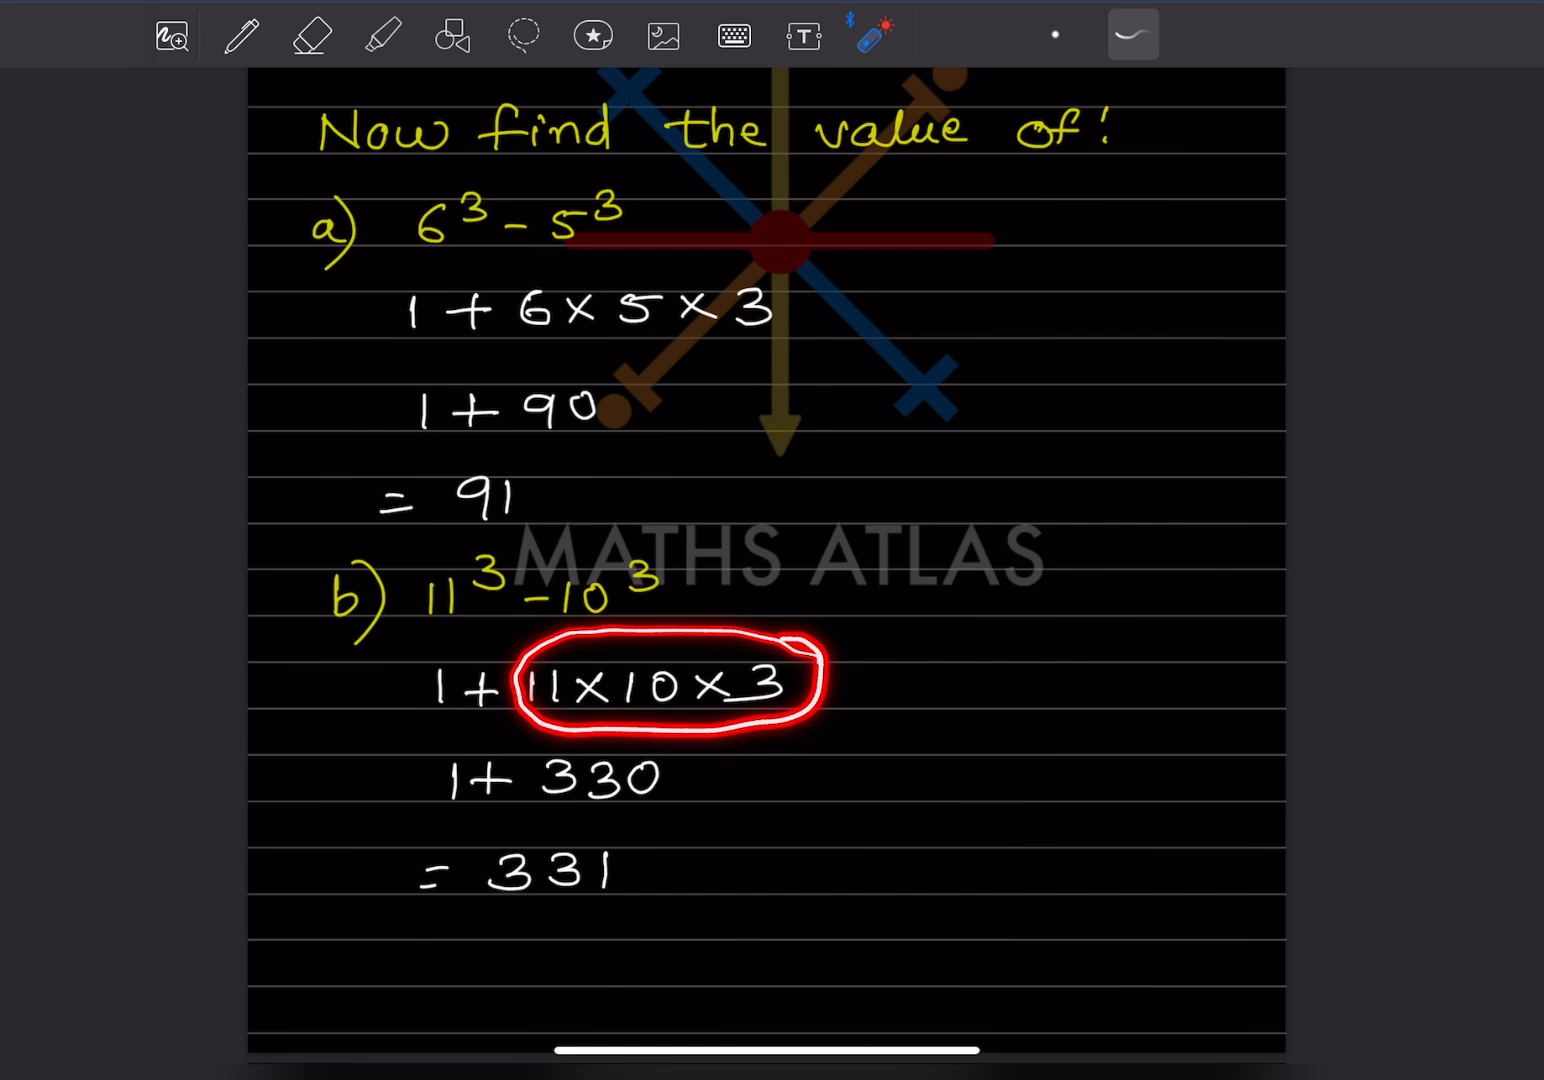 Now find the value of!
a) 6³ - 5³
1 + 6 × 5 × 3
1 + 90
= 91
MATHS ATLAS
b) 11³ - 10³
1 + 11 × 10 × 3
1 + 330
= 331